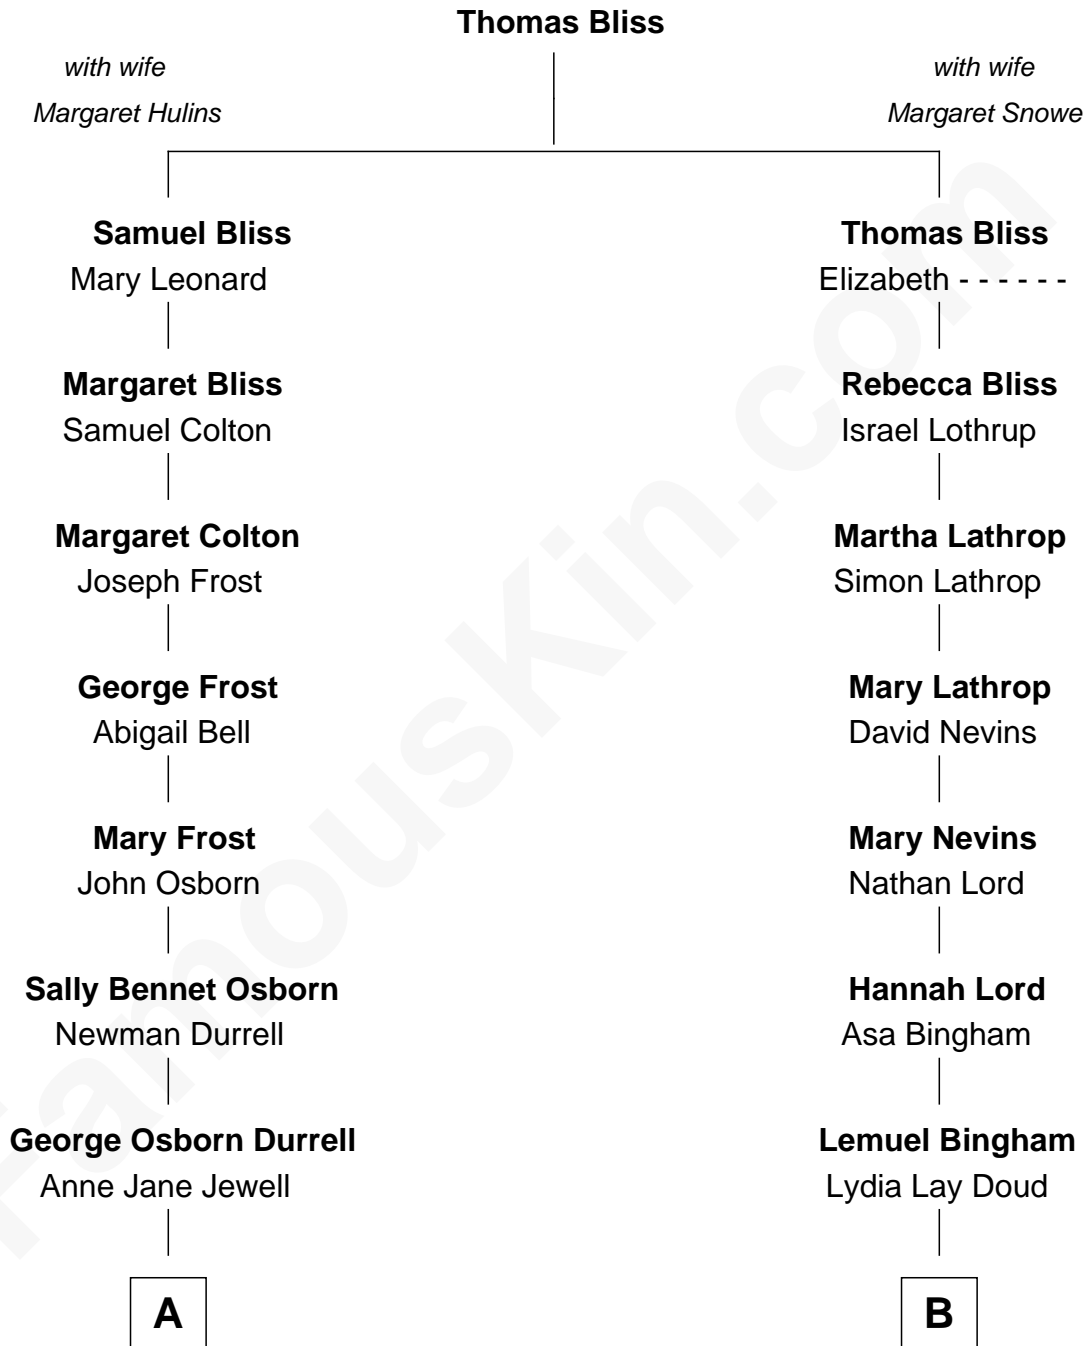 Thomas Bliss
with wife
Margaret Hulins
with wife
Margaret Snowe
Samuel Bliss
Mary Leonard
Thomas Bliss
Elizabeth - - - - - -
Margaret Bliss
Samuel Colton
Rebecca Bliss
Israel Lothrup
Margaret Colton
Joseph Frost
Martha Lathrop
Simon Lathrop
George Frost
Abigail Bell
Mary Lathrop
David Nevins
Mary Frost
John Osborn
Mary Nevins
Nathan Lord
Sally Bennet Osborn
Newman Durrell
Hannah Lord
Asa Bingham
George Osborn Durrell
Anne Jane Jewell
Lemuel Bingham
Lydia Lay Doud
A
B
FamousKin.com